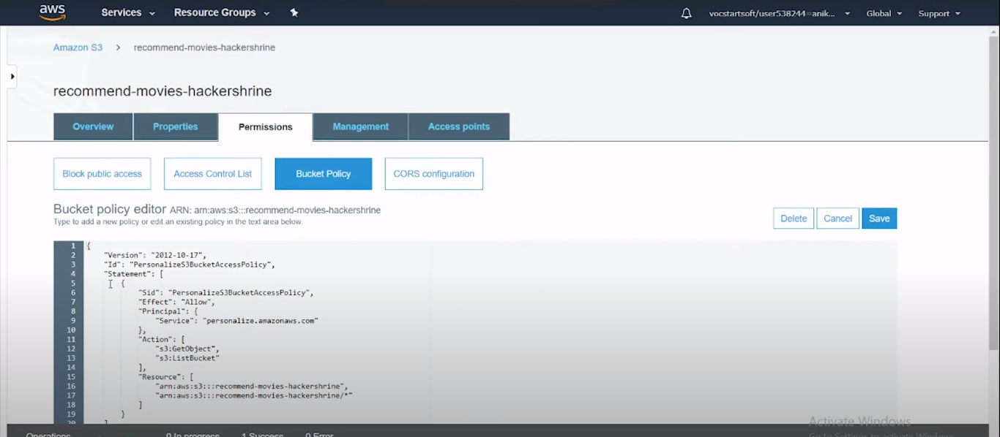 aws Services Resource Groups vocstartsoft/user538244=anik... Global Support
Amazon S3 > recommend-movies-hackershrine
recommend-movies-hackershrine
Overview Properties Permissions Management Access points
Block public access Access Control List Bucket Policy CORS configuration
Bucket policy editor ARN: arn:aws:s3:::recommend-movies-hackershrine
Type to add a new policy or edit an existing policy in the text area below.
Delete Cancel Save
1 {
2 "Version": "2012-10-17",
3 "Id": "PersonalizeS3BucketAccessPolicy",
4 "Statement": [
5 {
6 "Sid": "PersonalizeS3BucketAccessPolicy",
7 "Effect": "Allow",
8 "Principal": {
9 "Service": "personalize.amazonaws.com"
10 },
11 "Action": [
12 "s3:GetObject",
13 "s3:ListBucket"
14 ],
15 "Resource": [
16 "arn:aws:s3:::recommend-movies-hackershrine",
17 "arn:aws:s3:::recommend-movies-hackershrine/*"
18 ]
19 }
20 ]
Activate Windows
Go to Settings to activate Windows.
Operations 0 In progress 1 Success 0 Error